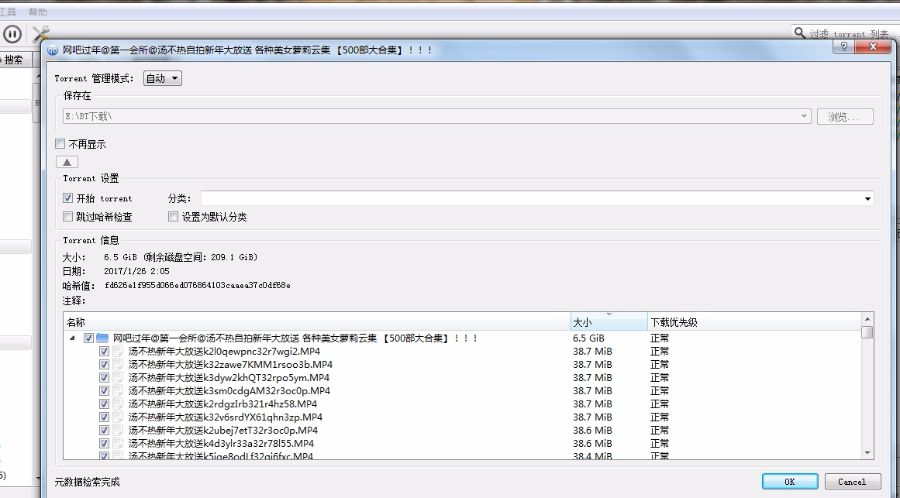 工具 帮助
过滤 torrent 列表
搜索
网吧过年@第一会所@汤不热自拍新年大放送 各种美女萝莉云集 【500部大合集】！！！
Torrent 管理模式： 自动
保存在
E:\BT下载\ 浏览...
不再显示
Torrent 设置
开始 torrent 分类：
跳过哈希检查 设置为默认分类
Torrent 信息
大小： 6.5 GiB (剩余磁盘空间：209.1 GiB)
日期： 2017/1/26 2:05
哈希值： fd626e1f955d066ed076864103caaea37c0df68e
注释：
名称 大小 下载优先级
网吧过年@第一会所@汤不热自拍新年大放送 各种美女萝莉云集 【500部大合集】！！！ 6.5 GiB 正常
汤不热新年大放送k2l0qewpnc32r7wgi2.MP4 38.7 MiB 正常
汤不热新年大放送k32zawe7KMM1rsoo3b.MP4 38.7 MiB 正常
汤不热新年大放送k3dyw2khQT32rpo5ym.MP4 38.7 MiB 正常
汤不热新年大放送k3sm0cdgAM32r3oc0p.MP4 38.7 MiB 正常
汤不热新年大放送k2rdgzIrb321r4hz58.MP4 38.7 MiB 正常
汤不热新年大放送k32v6srdYX61qhn3zp.MP4 38.7 MiB 正常
汤不热新年大放送k2ubej7etT32r3oc0p.MP4 38.6 MiB 正常
汤不热新年大放送k4d3ylr33a32r78l55.MP4 38.6 MiB 正常
汤不热新年大放送k5jge8odLf32gi6fxc.MP4 38.4 MiB 正常
元数据检索完成 OK Cancel